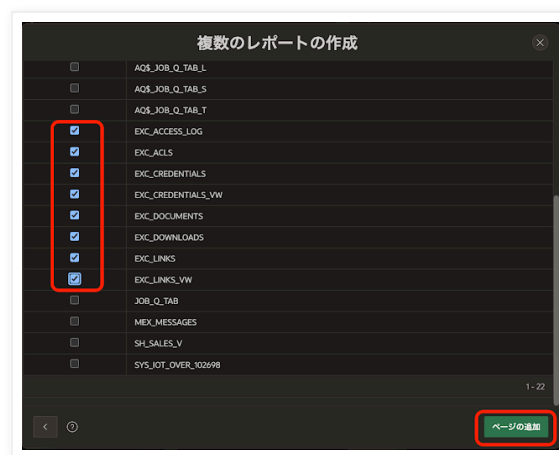 複数のレポートの作成
AQ$_JOB_Q_TAB_L
AQ$_JOB_Q_TAB_S
AQ$_JOB_Q_TAB_T
EXC_ACCESS_LOG
EXC_ACLS
EXC_CREDENTIALS
EXC_CREDENTIALS_VW
EXC_DOCUMENTS
EXC_DOWNLOADS
EXC_LINKS
EXC_LINKS_VW
JOB_Q_TAB
MEX_MESSAGES
SH_SALES_V
SYS_IOT_OVER_102698
1 - 22
ページの追加